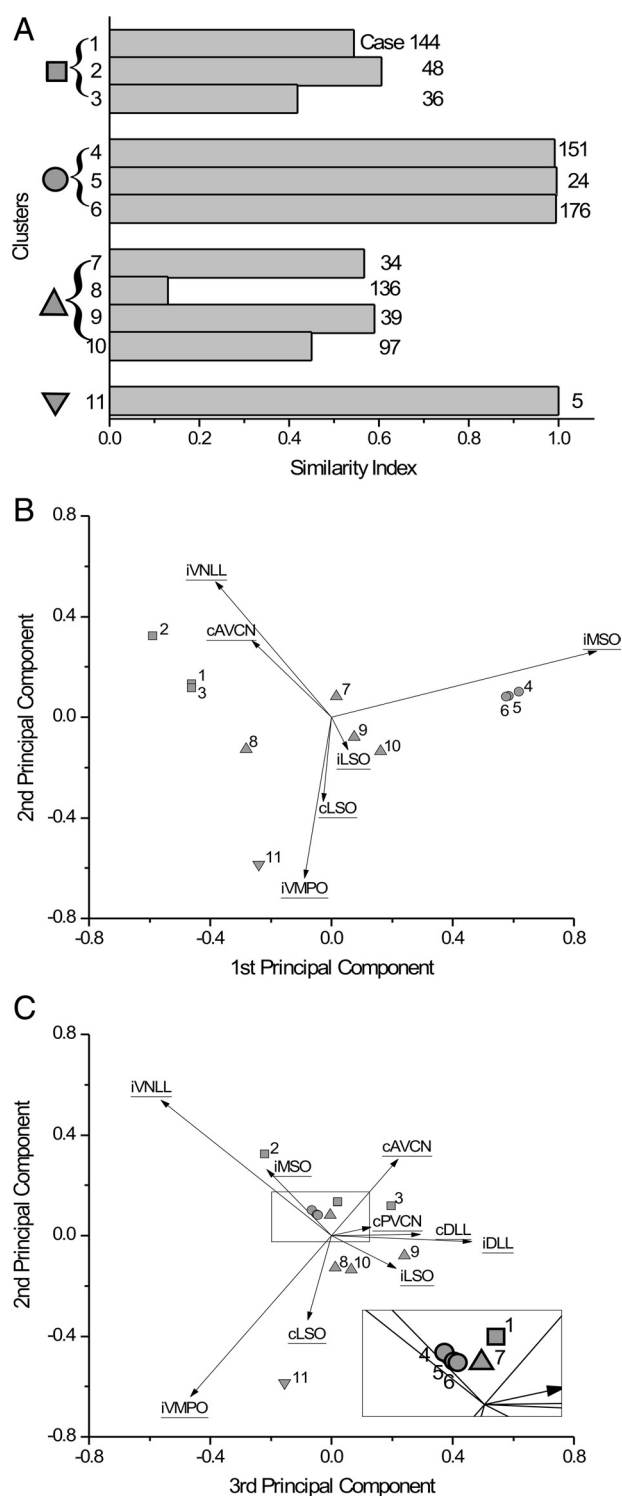 A
1 Case 144
2 48
3 36
4 151
5 24
6 176
7 34
8 136
9 39
10 97
11 5
Clusters
0.0 0.2 0.4 0.6 0.8 1.0
Similarity Index
B
0.8
iVNLL
0.4
2
cAVCN
iMSO
1
3
7
4
5
6
0.0
8
9
10
iLSO
cLSO
-0.4
11
iVMPO
-0.8
-0.8 -0.4 0.0 0.4 0.8
2nd Principal Component
1st Principal Component
C
0.8
iVNLL
0.4
2
cAVCN
iMSO
3
cPVCN
cDLL
iDLL
0.0
8
10
9
iLSO
cLSO
-0.4
11
iVMPO
1
4
5
6
7
-0.8
-0.8 -0.4 0.0 0.4 0.8
2nd Principal Component
3rd Principal Component